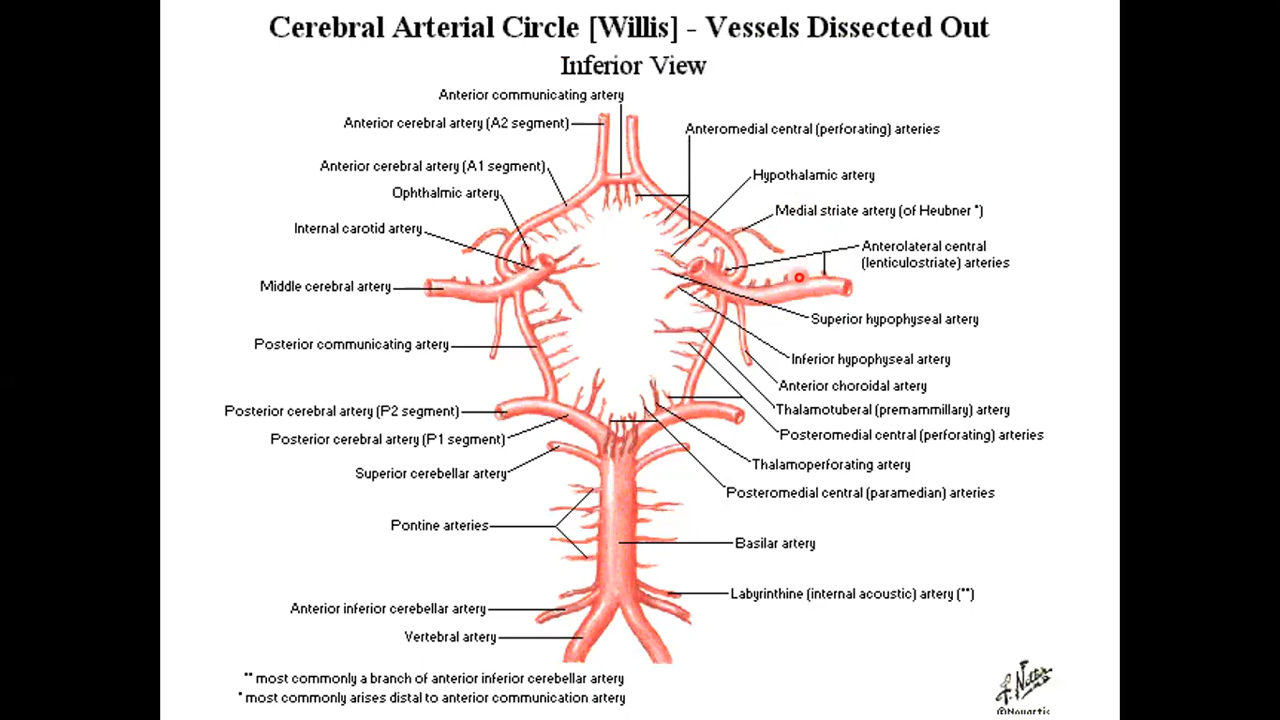 Cerebral Arterial Circle [Willis] - Vessels Dissected Out
Inferior View
Anterior communicating artery
Anterior cerebral artery (A2 segment)
Anterior cerebral artery (A1 segment)
Ophthalmic artery
Internal carotid artery
Middle cerebral artery
Posterior communicating artery
Posterior cerebral artery (P2 segment)
Posterior cerebral artery (P1 segment)
Superior cerebellar artery
Pontine arteries
Anterior inferior cerebellar artery
Vertebral artery
Anteromedial central (perforating) arteries
Hypothalamic artery
Medial striate artery (of Heubner *)
Anterolateral central
(lenticulostriate) arteries
Superior hypophyseal artery
Inferior hypophyseal artery
Anterior choroidal artery
Thalamotuberal (premammillary) artery
Posteromedial central (perforating) arteries
Thalamoperforating artery
Posteromedial central (paramedian) arteries
Basilar artery
Labyrinthine (internal acoustic) artery (**)
** most commonly a branch of anterior inferior cerebellar artery
* most commonly arises distal to anterior communication artery
©Novartis